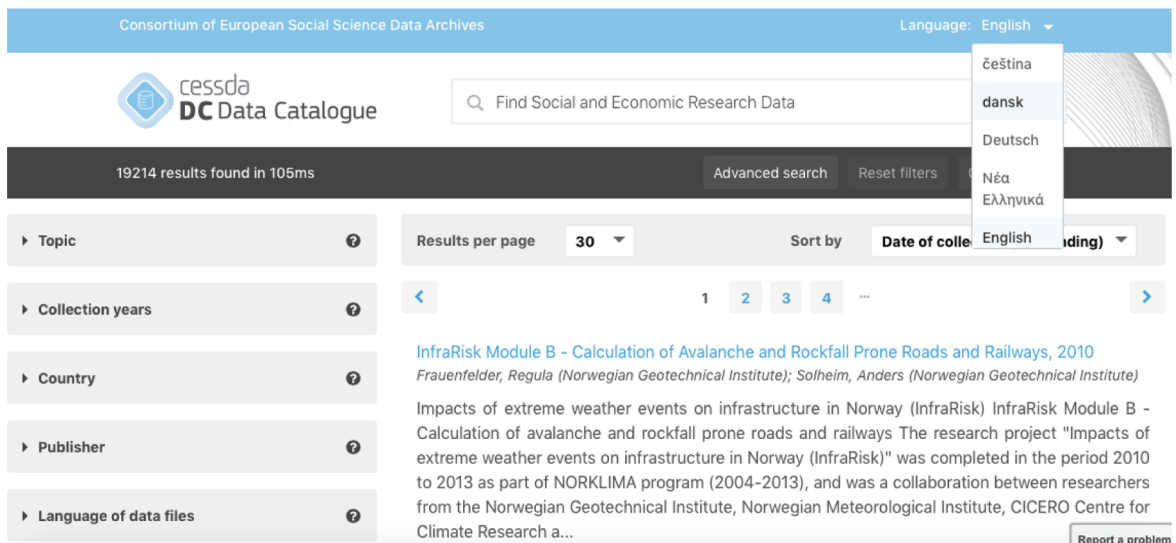 Consortium of European Social Science Data Archives
Language: English
čeština
dansk
Deutsch
Νέα
Ελληνικά
English
cessda
DC Data Catalogue
Find Social and Economic Research Data
19214 results found in 105ms
Advanced search
Reset filters
Topic
Collection years
Country
Publisher
Language of data files
Results per page
30
Sort by
Date of colle
nding)
1 2 3 4 ...
InfraRisk Module B - Calculation of Avalanche and Rockfall Prone Roads and Railways, 2010
Frauenfelder, Regula (Norwegian Geotechnical Institute); Solheim, Anders (Norwegian Geotechnical Institute)
Impacts of extreme weather events on infrastructure in Norway (InfraRisk) InfraRisk Module B -
Calculation of avalanche and rockfall prone roads and railways The research project "Impacts of
extreme weather events on infrastructure in Norway (InfraRisk)" was completed in the period 2010
to 2013 as part of NORKLIMA program (2004-2013), and was a collaboration between researchers
from the Norwegian Geotechnical Institute, Norwegian Meteorological Institute, CICERO Centre for
Climate Research a...
Report a problem